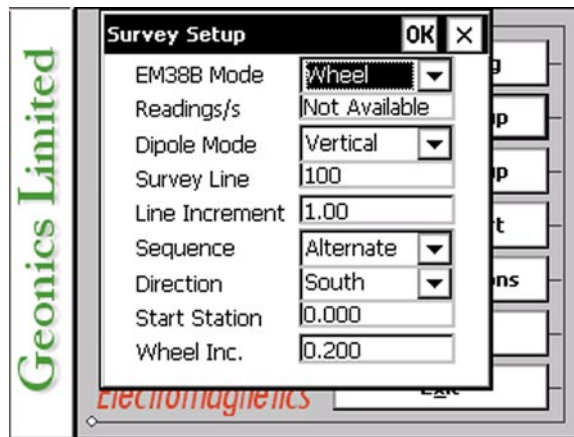 Geonics Limited
Survey Setup OK ×
EM38B Mode Wheel
Readings/s Not Available
Dipole Mode Vertical
Survey Line 100
Line Increment 1.00
Sequence Alternate
Direction South
Start Station 0.000
Wheel Inc. 0.200
Electromagnetics Exit